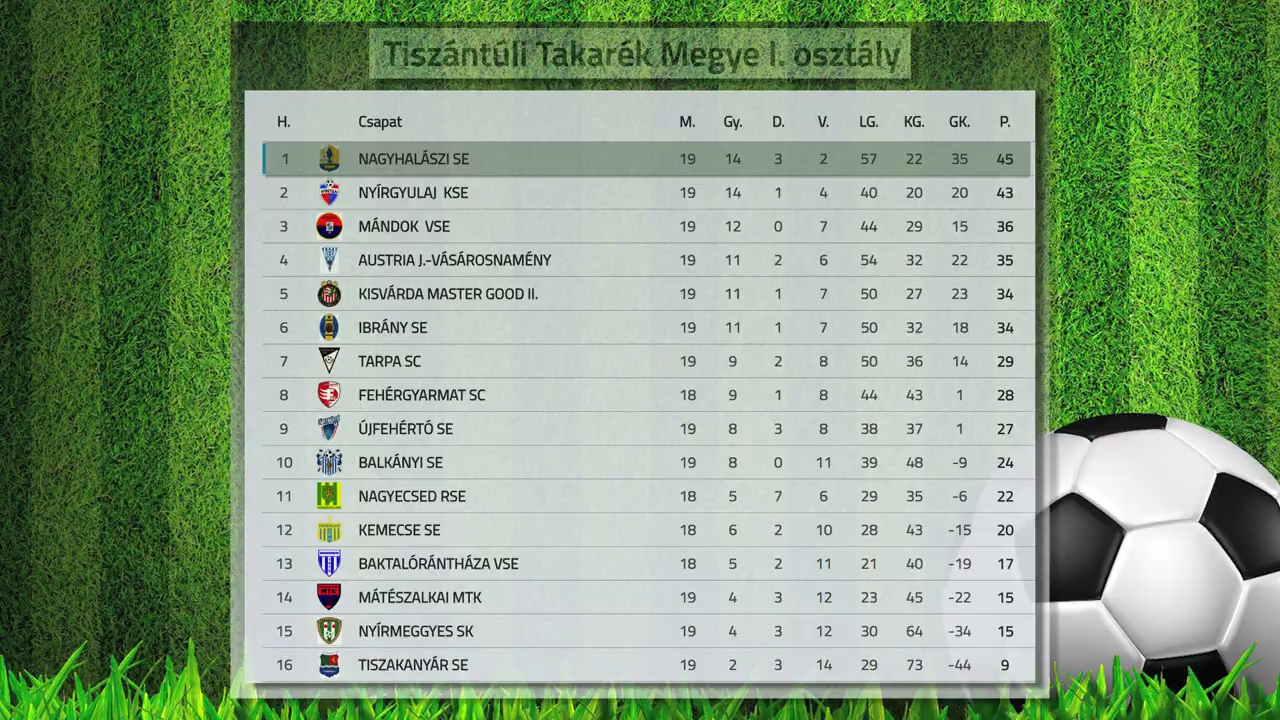 Tiszántúli Takarék Megye I. osztály
H. Csapat M. Gy. D. V. LG. KG. GK. P.
1 NAGYHALÁSZI SE 19 14 3 2 57 22 35 45
2 NYÍRGYULAJ KSE 19 14 1 4 40 20 20 43
3 MÁNDOK VSE 19 12 0 7 44 29 15 36
4 AUSTRIA J.-VÁSÁROSNAMÉNY 19 11 2 6 54 32 22 35
5 KISVÁRDA MASTER GOOD II. 19 11 1 7 50 27 23 34
6 IBRÁNY SE 19 11 1 7 50 32 18 34
7 TARPA SC 19 9 2 8 50 36 14 29
8 FEHÉRGYARMAT SC 18 9 1 8 44 43 1 28
9 ÚJFEHÉRTÓ SE 19 8 3 8 38 37 1 27
10 BALKÁNYI SE 19 8 0 11 39 48 -9 24
11 NAGYECSED RSE 18 5 7 6 29 35 -6 22
12 KEMECSE SE 18 6 2 10 28 43 -15 20
13 BAKTALÓRÁNTHÁZA VSE 18 5 2 11 21 40 -19 17
14 MÁTÉSZALKAI MTK 19 4 3 12 23 45 -22 15
15 NYÍRMEGGYES SK 19 4 3 12 30 64 -34 15
16 TISZAKANYÁR SE 19 2 3 14 29 73 -44 9